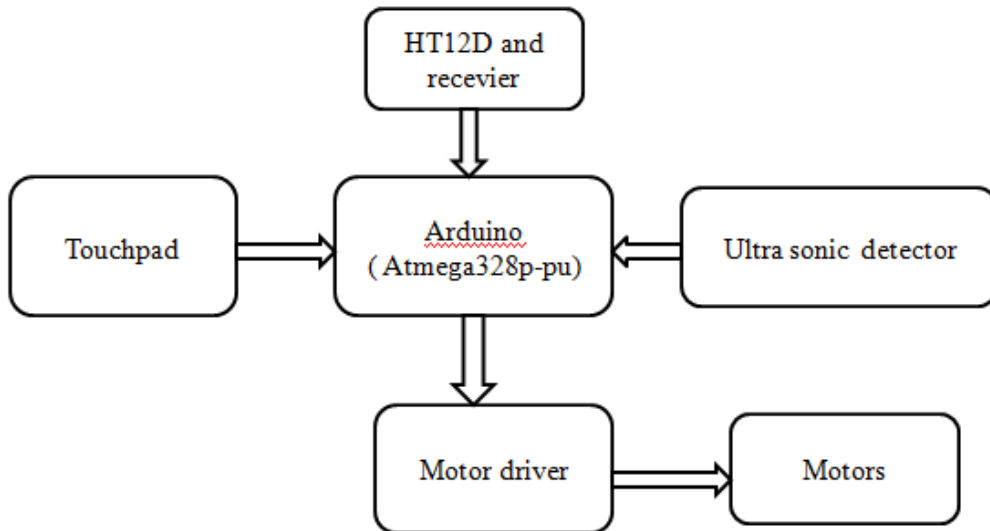 HT12D and
recevier
Touchpad
Arduino
( Atmega328p-pu)
Ultra sonic detector
Motor driver
Motors